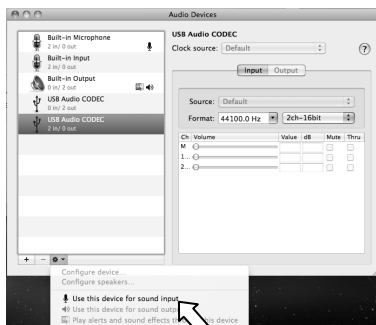 Audio Devices
Built-in Microphone
2 in/ 0 out
Built-in Input
2 in/ 0 out
Built-in Output
0 in/ 2 out
USB Audio CODEC
0 in/ 2 out
USB Audio CODEC
2 in/ 0 out
+ −
USB Audio CODEC
Clock source: Default
?
Input Output
Source: Default
Format: 44100.0 Hz 2ch-16bit
Ch Volume Value dB Mute Thru
M
1...
2...
Configure device...
Configure speakers...
Use this device for sound input
Use this device for sound outp
Play alerts and sound effects th this device